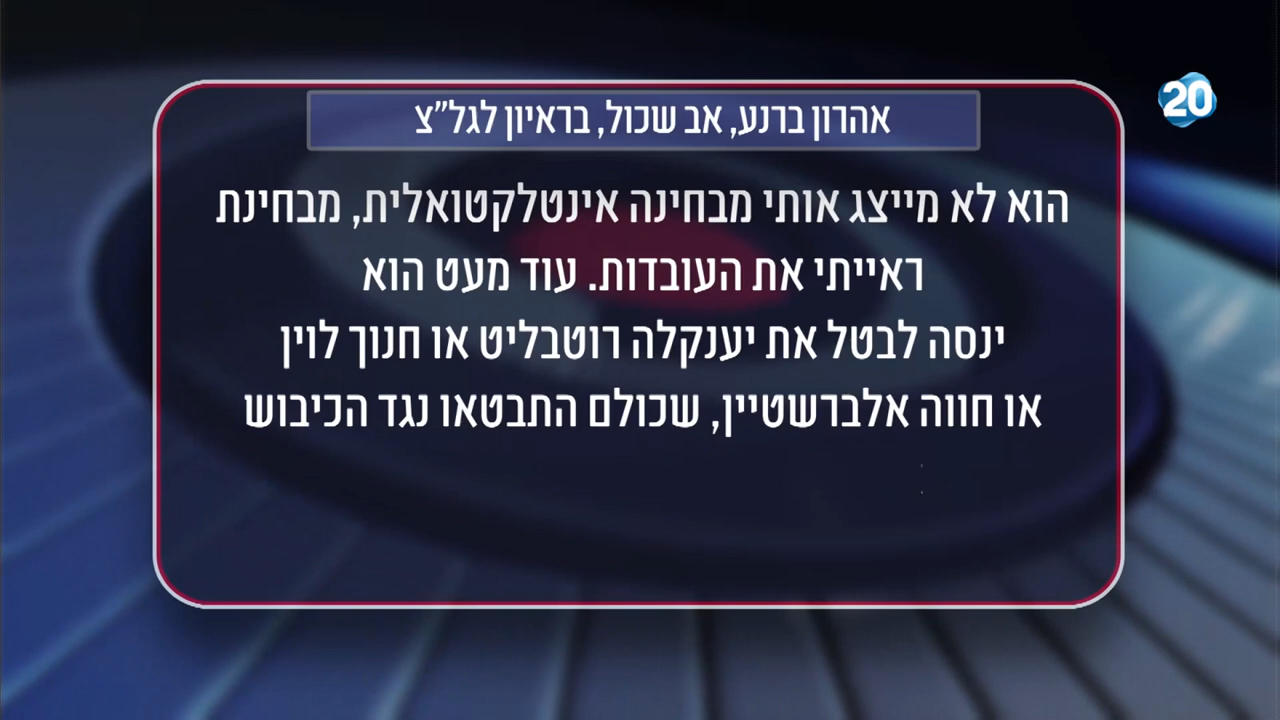 20
אהרון ברנע, אב שכול, בראיון לגל"צ
הוא לא מייצג אותי מבחינה אינטלקטואלית, מבחינת
ראייתי את העובדות. עוד מעט הוא
ינסה לבטל את יענקלה רוטבליט או חנוך לוין
או חווה אלברשטיין, שכולם התבטאו נגד הכיבוש